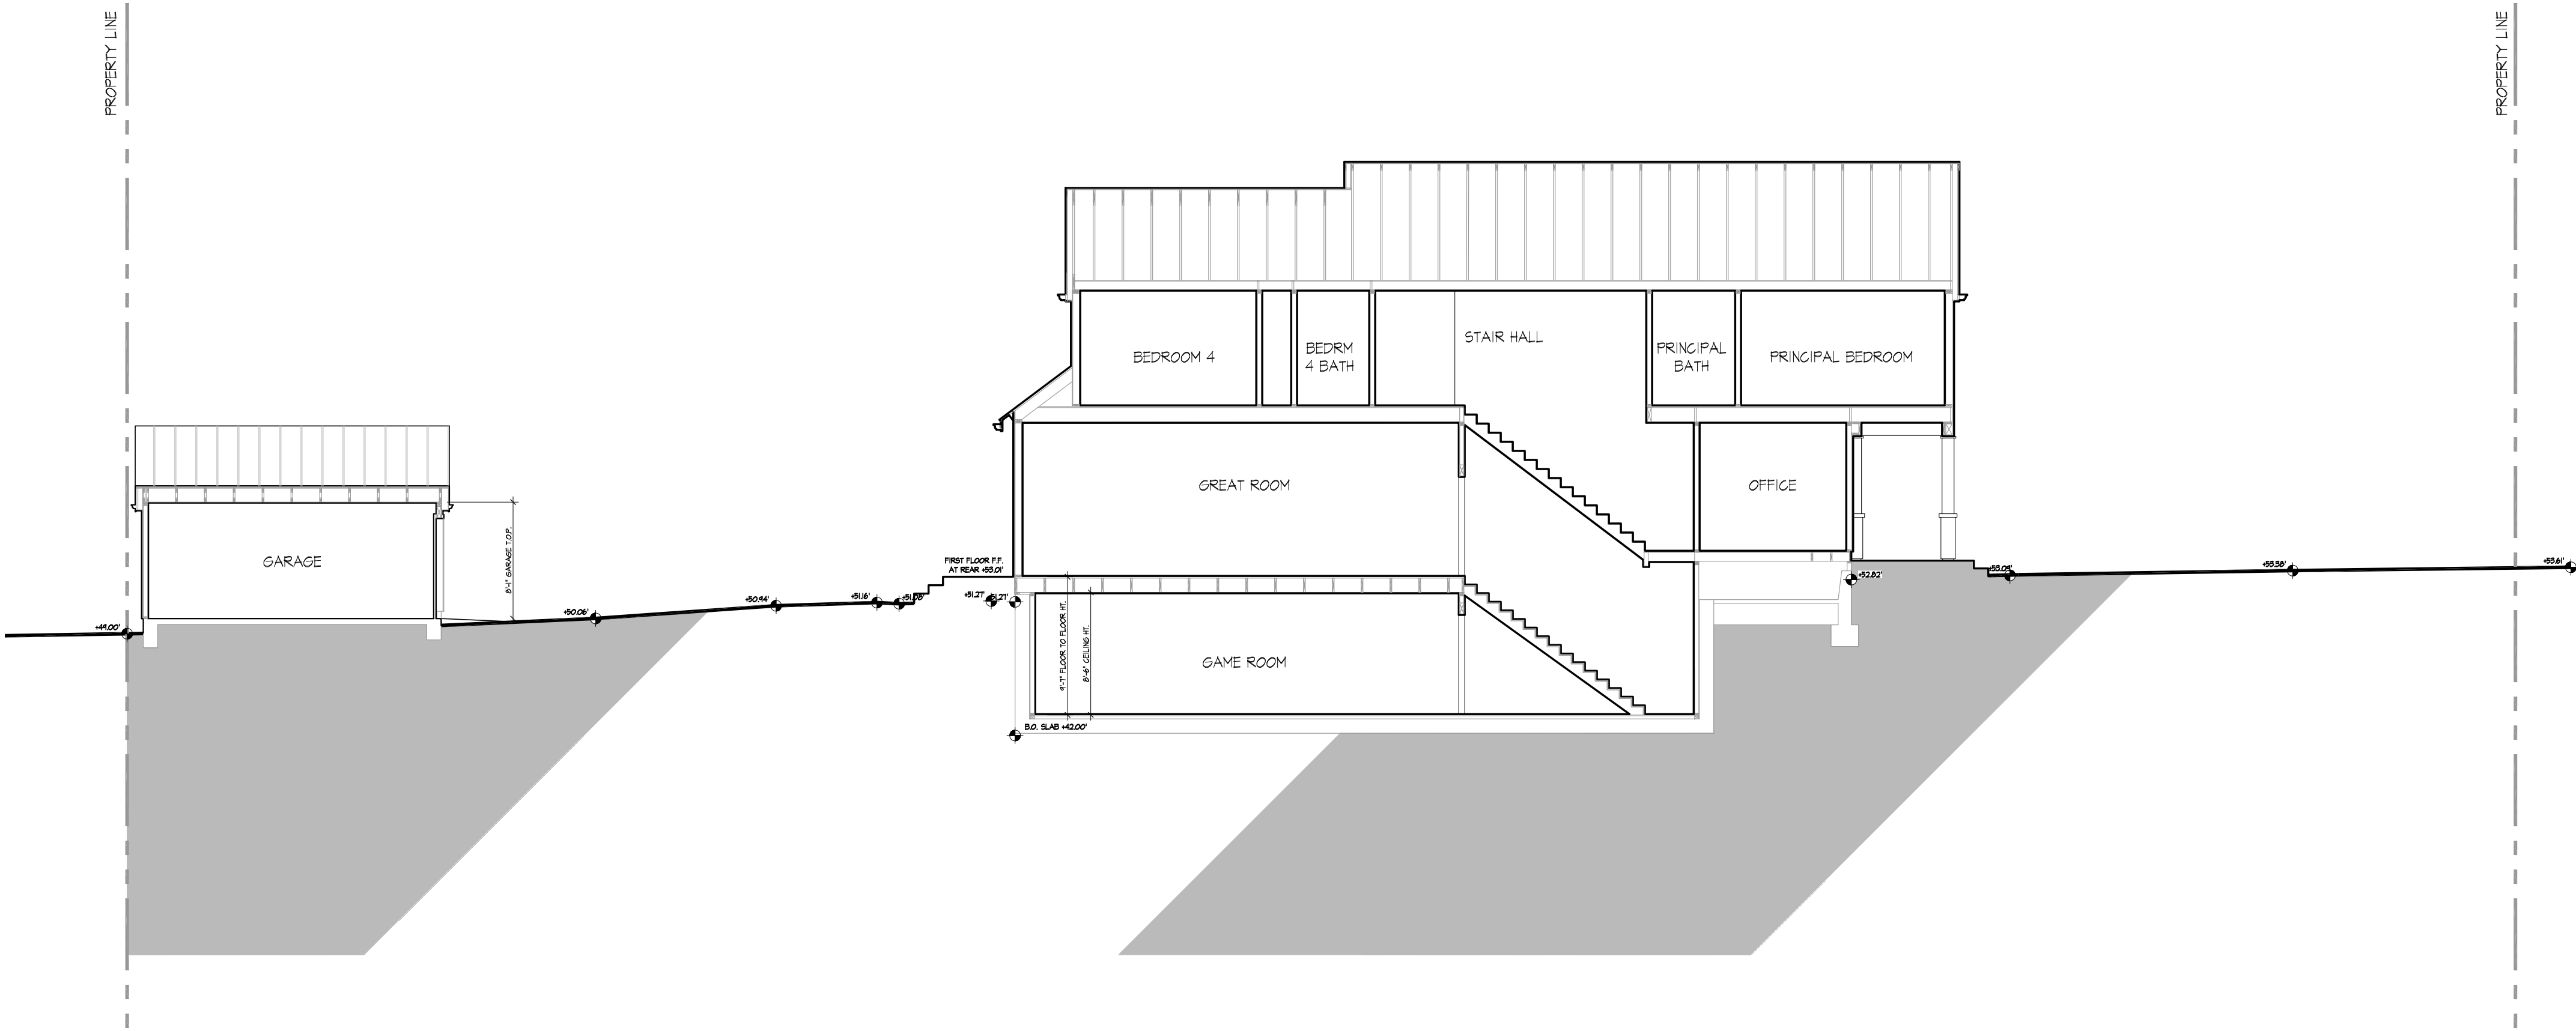 PROPERTY LINE
PROPERTY LINE
STAIR HALL
BEDROOM 4
BEDRM
4 BATH
PRINCIPAL
BATH
PRINCIPAL BEDROOM
GREAT ROOM
OFFICE
GARAGE
8'-1" GARAGE T.O.P.
FIRST FLOOR F.F.
AT REAR +53.01'
+49.00'
+50.06'
+50.94'
+51.16'
+51.08'
+51.27'
+52.82'
+53.09'
+53.38'
+53.61'
9'-7" FLOOR TO FLOOR HT.
8'-6" CEILING HT.
GAME ROOM
B.O. SLAB +42.00'